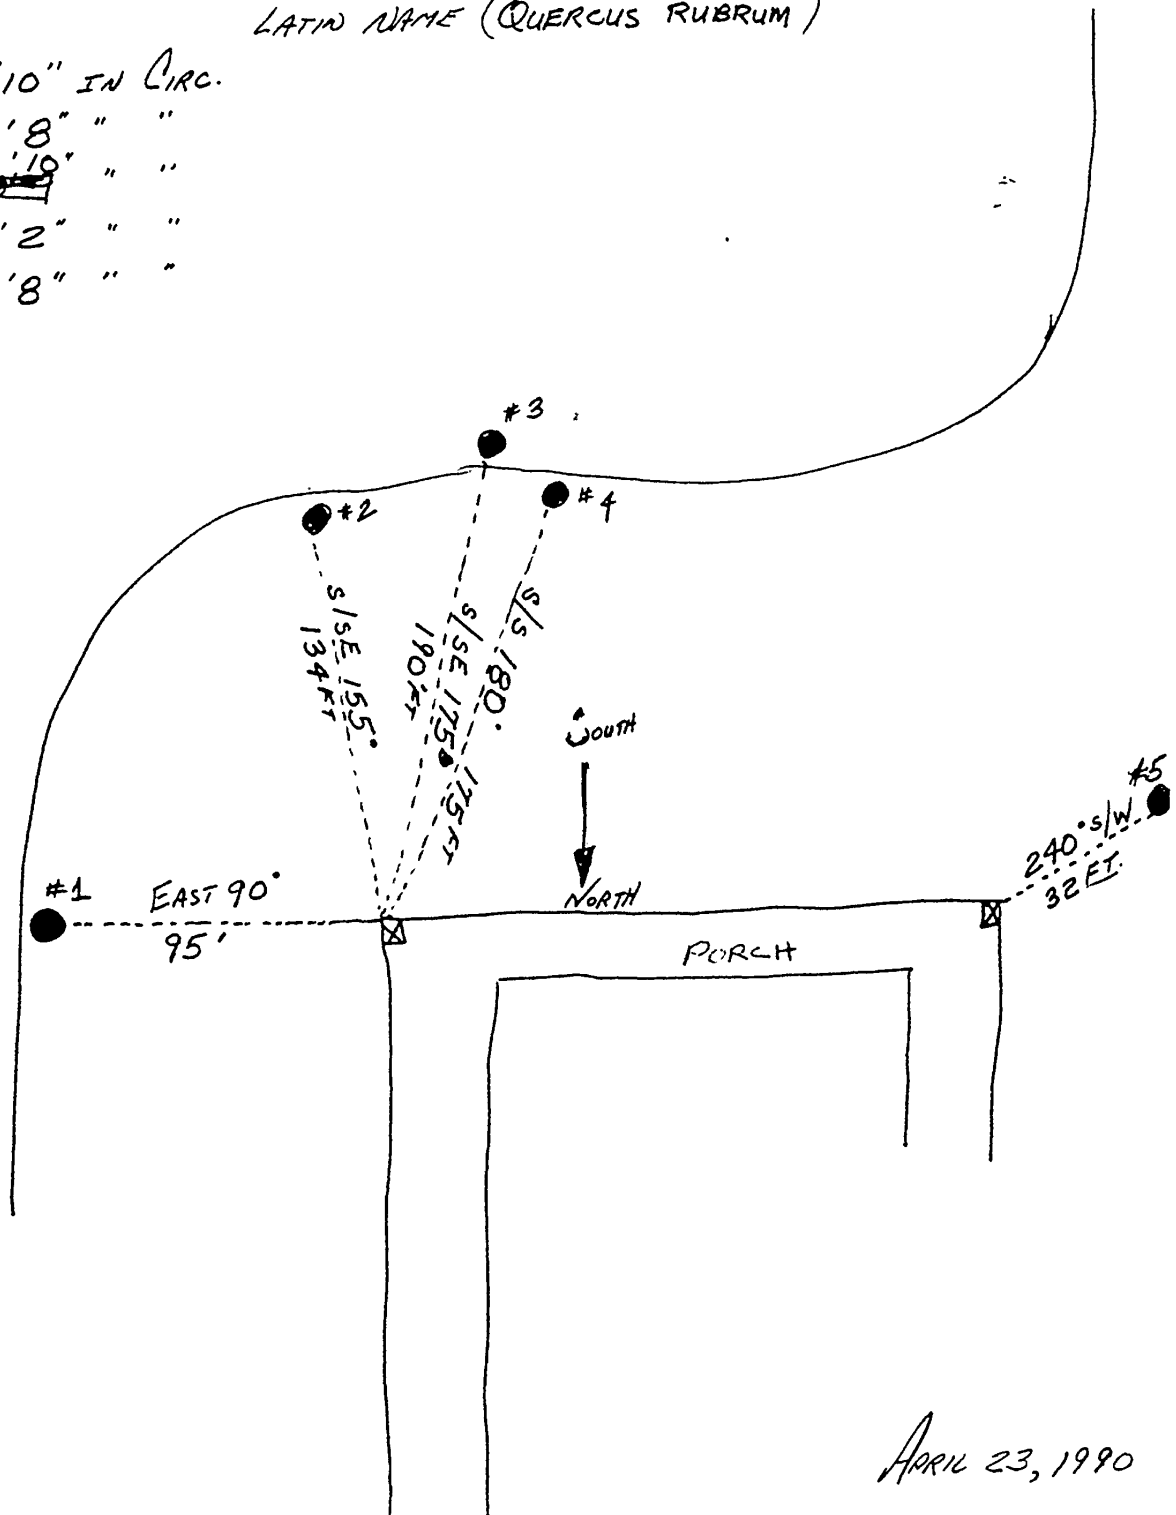 LATIN NAME (QUERCUS RUBRUM)
'10" IN CIRC.
'8" " "
'10" " "
'2" " "
'8" " "
#3
#2
#4
S/SE 155°
134 FT
S/SE 175°
190 FT
S/S 180°
175 FT
SOUTH
NORTH
#5
240° S/W
32 FT.
#1
EAST 90°
95'
PORCH
APRIL 23, 1990